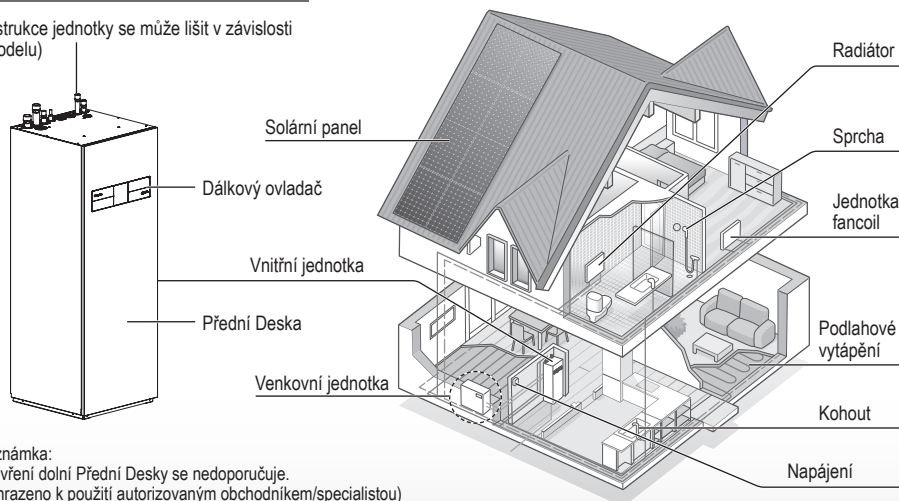 strukce jednotky se může lišit v závislosti
odelu)
Solární panel
Radiátor
Sprcha
Dálkový ovladač
Jednotka
fancoil
Vnitřní jednotka
Přední Deska
Podlahové
vytápění
Venkovní jednotka
Kohout
známka:
vření dolní Přední Desky se nedoporučuje.
hrazeno k použití autorizovaným obchodníkem/specialistou)
Napájení